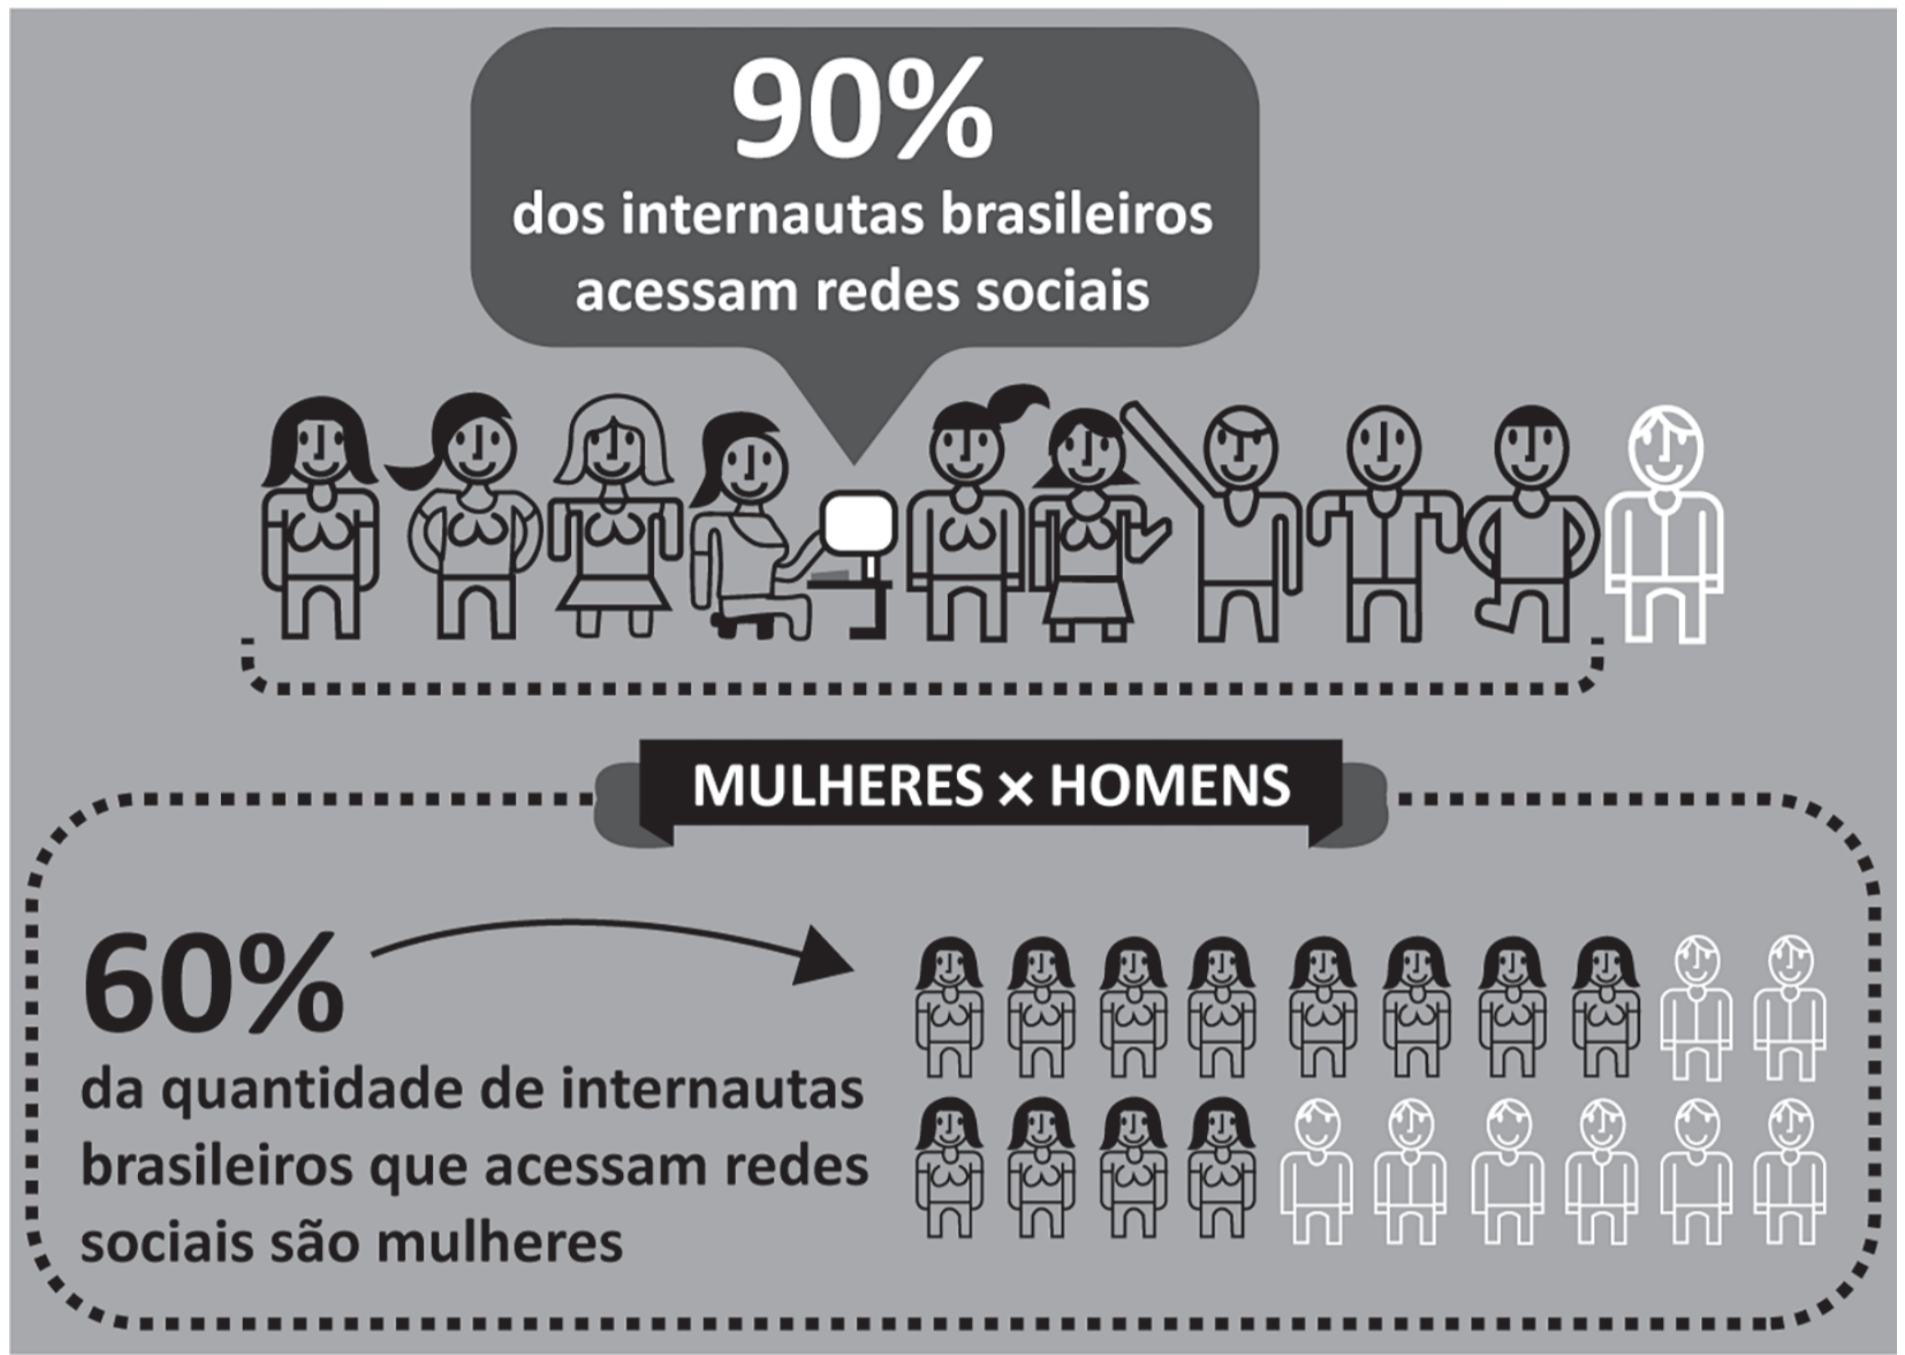 90%
dos internautas brasileiros
acessam redes sociais
MULHERES × HOMENS
60%
da quantidade de internautas
brasileiros que acessam redes
sociais são mulheres